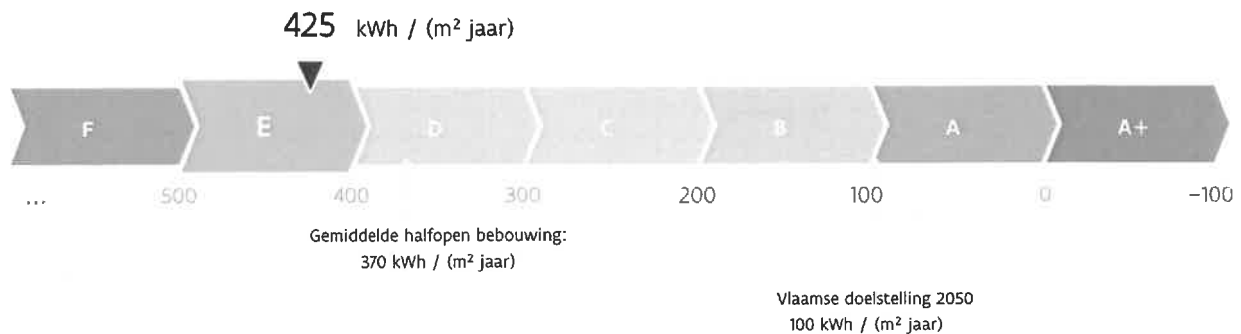 425 kWh / (m² jaar)
F E D C B A A+
... 500 400 300 200 100 0 −100
Gemiddelde halfopen bebouwing:
370 kWh / (m² jaar)
Vlaamse doelstelling 2050
100 kWh / (m² jaar)